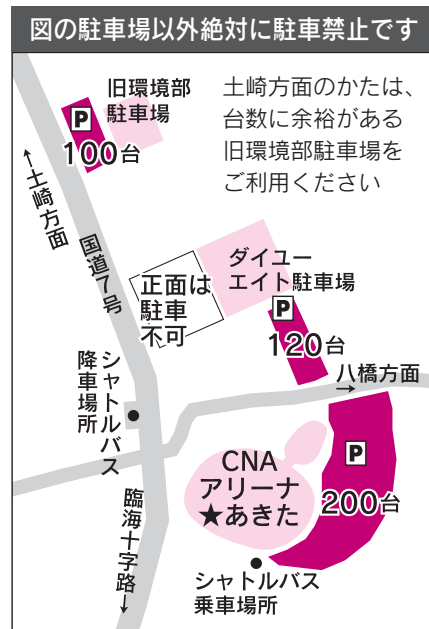 図の駐車場以外絶対に駐車禁止です
旧環境部
駐車場
土崎方面のかたは、
台数に余裕がある
旧環境部駐車場を
ご利用ください
P
100台
←土崎方面
国道7号
正面は
駐車
不可
ダイユー
エイト駐車場
P
120台
八橋方面
→
シャトルバス
降車場所
CNA
アリーナ
★あきた
P
200台
臨海十字路→
シャトルバス
乗車場所